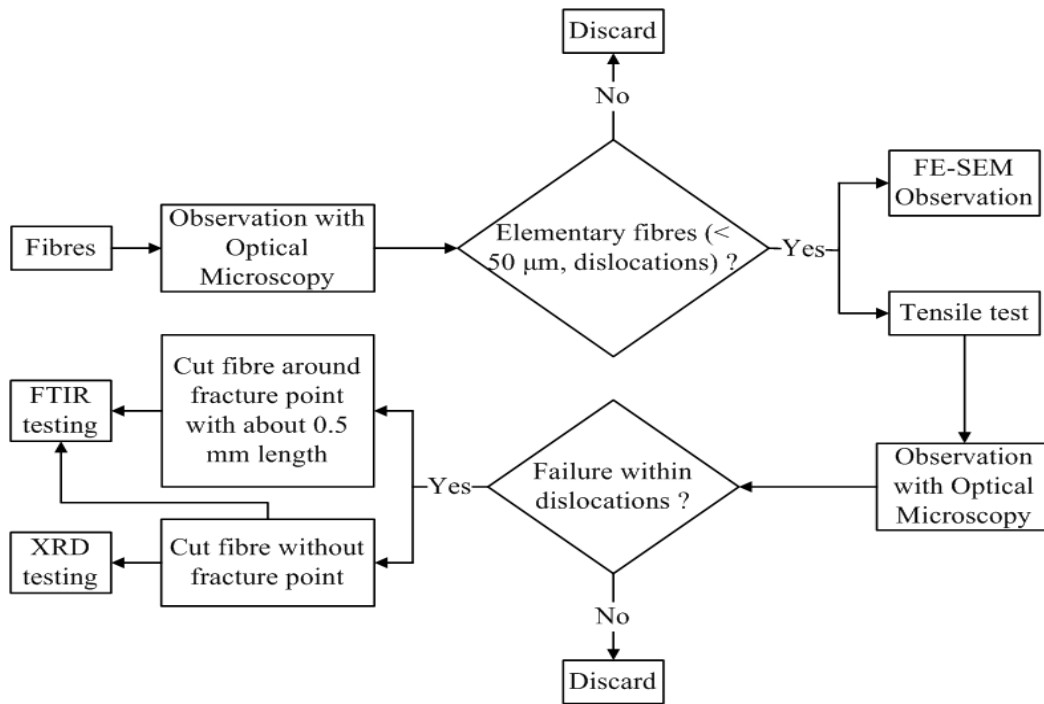 Discard
No
Fibres
Observation with
Optical
Microscopy
Elementary fibres (<
50 μm, dislocations) ?
Yes
FE-SEM
Observation
Tensile test
Observation
with Optical
Microscopy
Failure within
dislocations ?
Yes
Cut fibre around
fracture point
with about 0.5
mm length
FTIR
testing
Cut fibre without
fracture point
XRD
testing
No
Discard